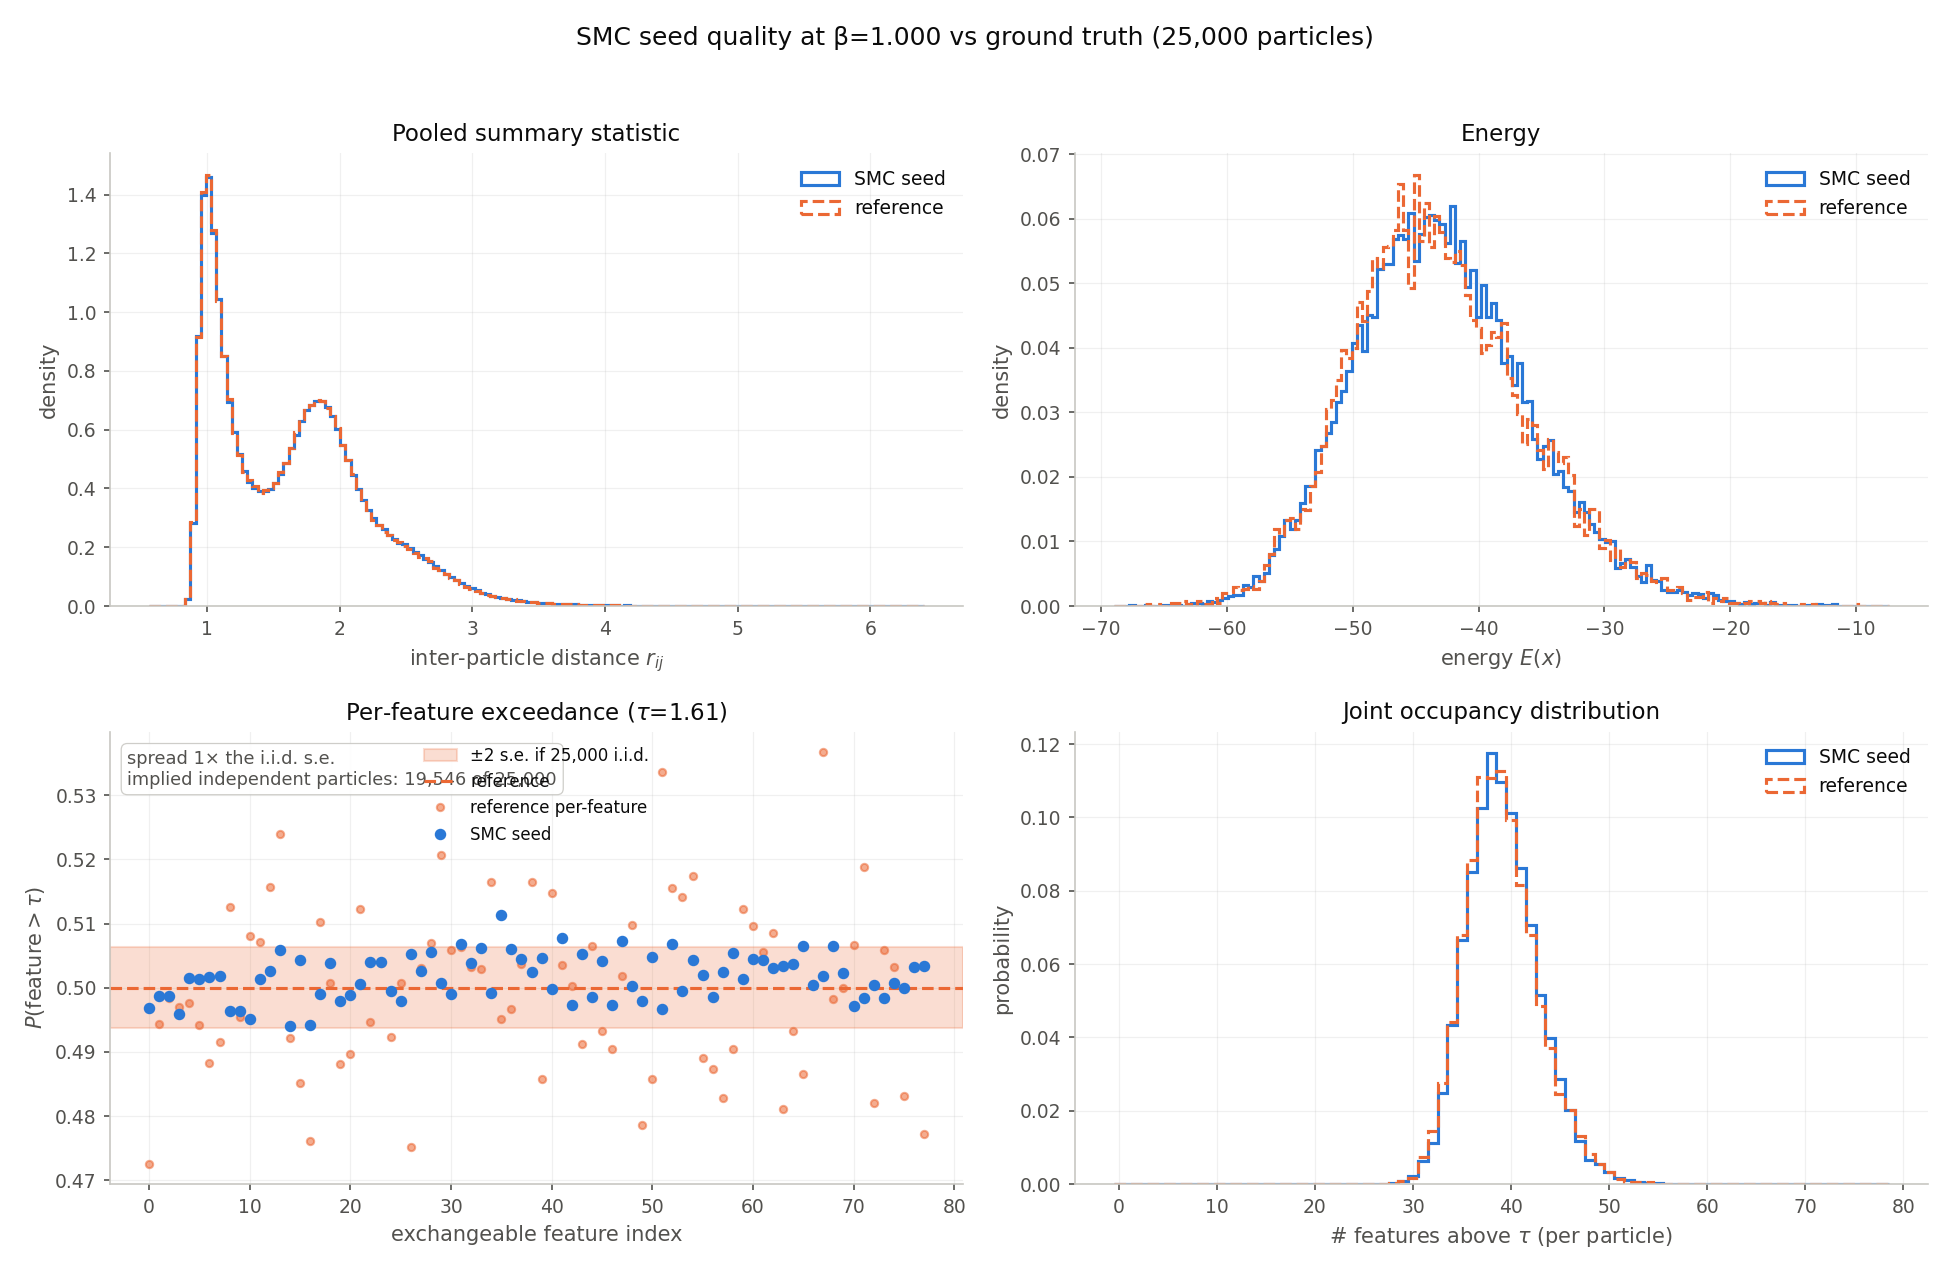 SMC seed quality at β=1.000 vs ground truth (25,000 particles)
Pooled summary statistic
density
0.0
0.2
0.4
0.6
0.8
1.0
1.2
1.4
1 2 3 4 5 6
inter-particle distance r_ij
SMC seed
reference
Energy
density
0.00
0.01
0.02
0.03
0.04
0.05
0.06
0.07
−70 −60 −50 −40 −30 −20 −10
energy E(x)
SMC seed
reference
Per-feature exceedance (τ=1.61)
P(feature > τ)
0.47
0.48
0.49
0.50
0.51
0.52
0.53
0 10 20 30 40 50 60 70 80
exchangeable feature index
spread 1× the i.i.d. s.e.
implied independent particles: 19,546 of 25,000
±2 s.e. if 25,000 i.i.d.
reference
reference per-feature
SMC seed
Joint occupancy distribution
probability
0.00
0.02
0.04
0.06
0.08
0.10
0.12
0 10 20 30 40 50 60 70 80
# features above τ (per particle)
SMC seed
reference